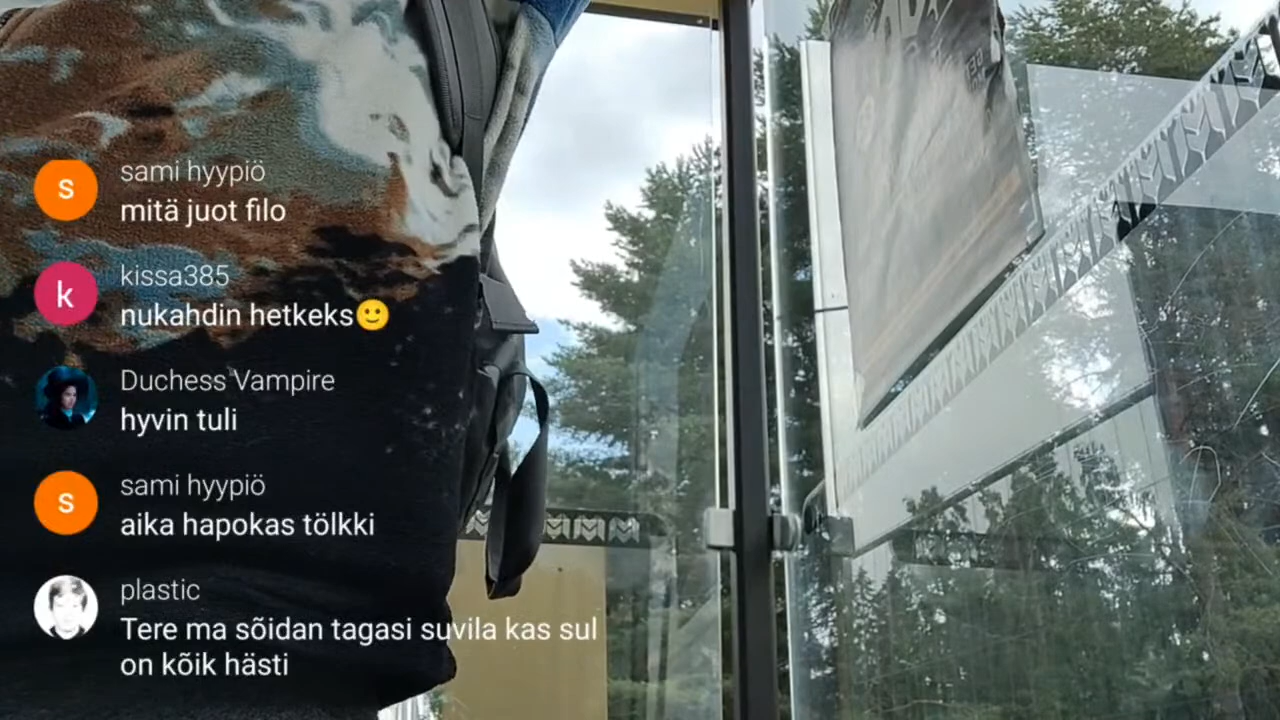 sami hyypiö
mitä juot filo
kissa385
nukahdin hetkeks🙂
Duchess Vampire
hyvin tuli
sami hyypiö
aika hapokas tölkki
plastic
Tere ma sõidan tagasi suvila kas sul
on kõik hästi
S
k
S